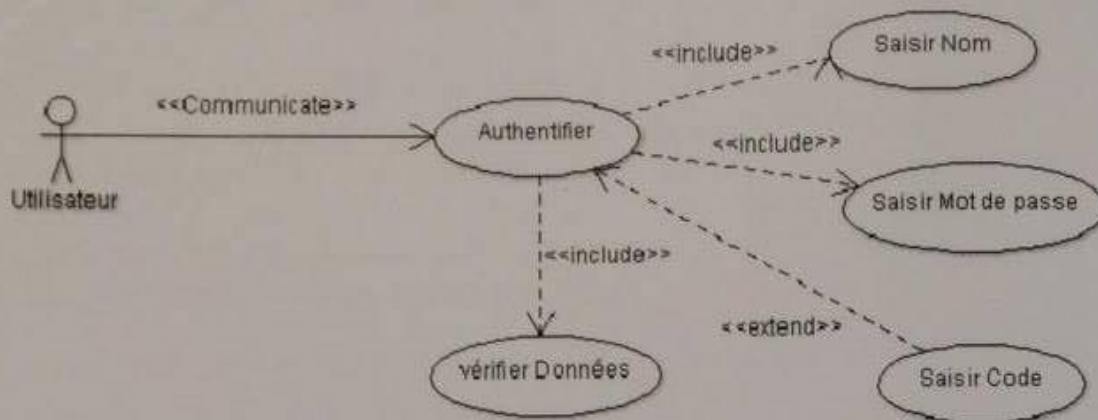 <<include>>
Saisir Nom
<<Communicate>>
Authentifier
<<include>>
Utilisateur
Saisir Mot de passe
<<include>>
<<extend>>
vérifier Données
Saisir Code